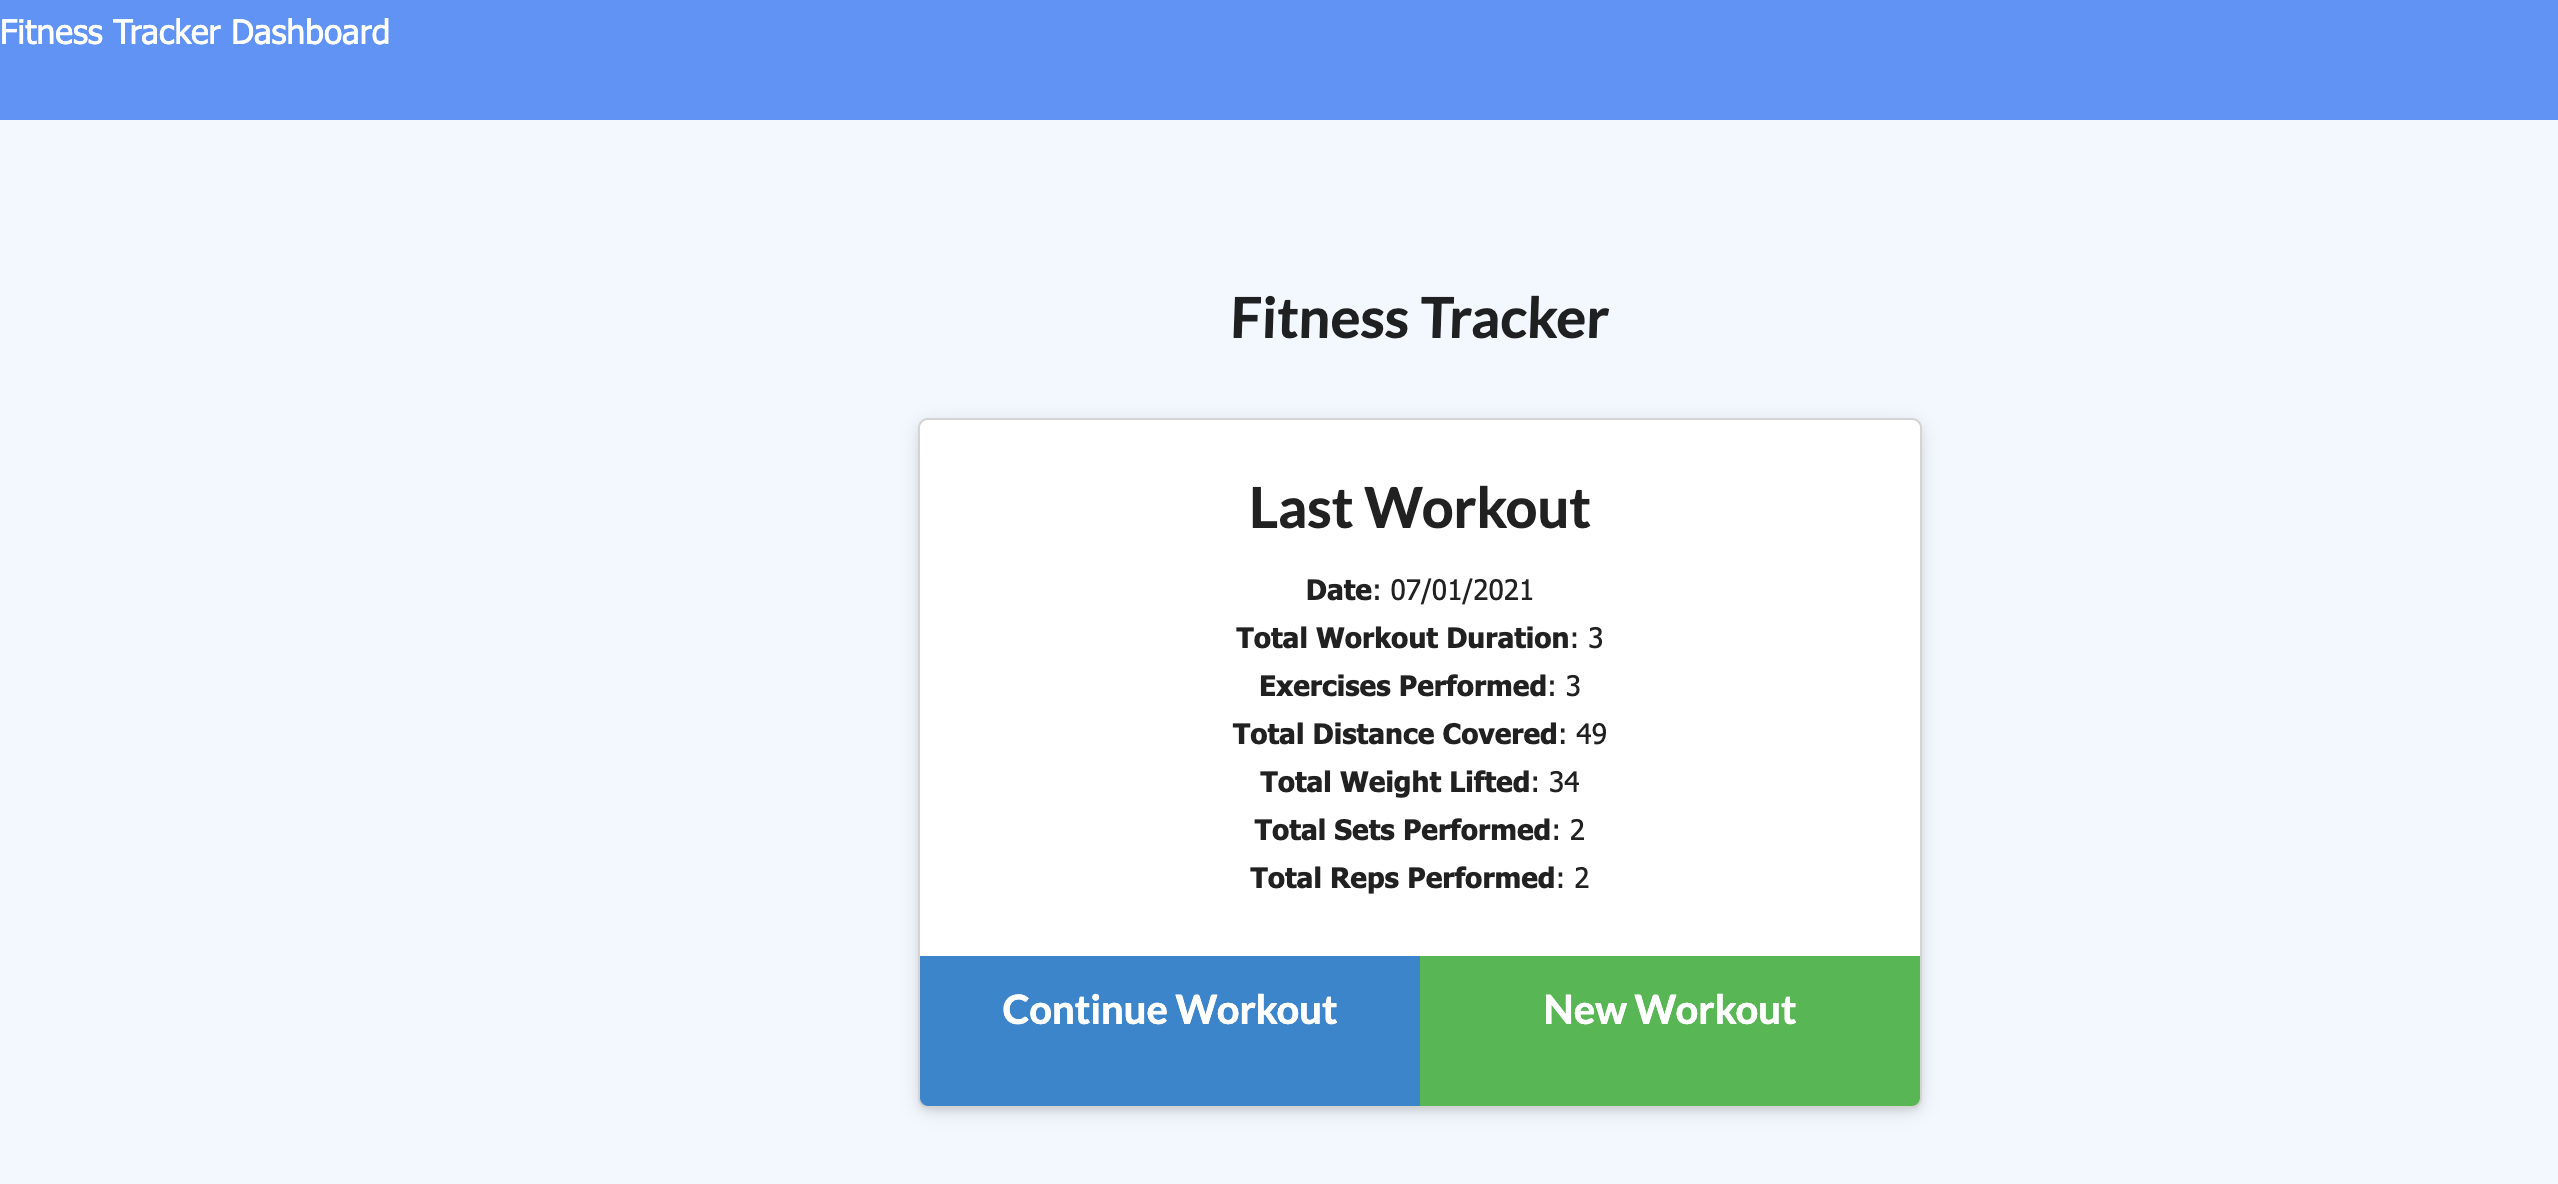 Fitness Tracker Dashboard
Fitness Tracker
Last Workout
Date: 07/01/2021
Total Workout Duration: 3
Exercises Performed: 3
Total Distance Covered: 49
Total Weight Lifted: 34
Total Sets Performed: 2
Total Reps Performed: 2
Continue Workout
New Workout